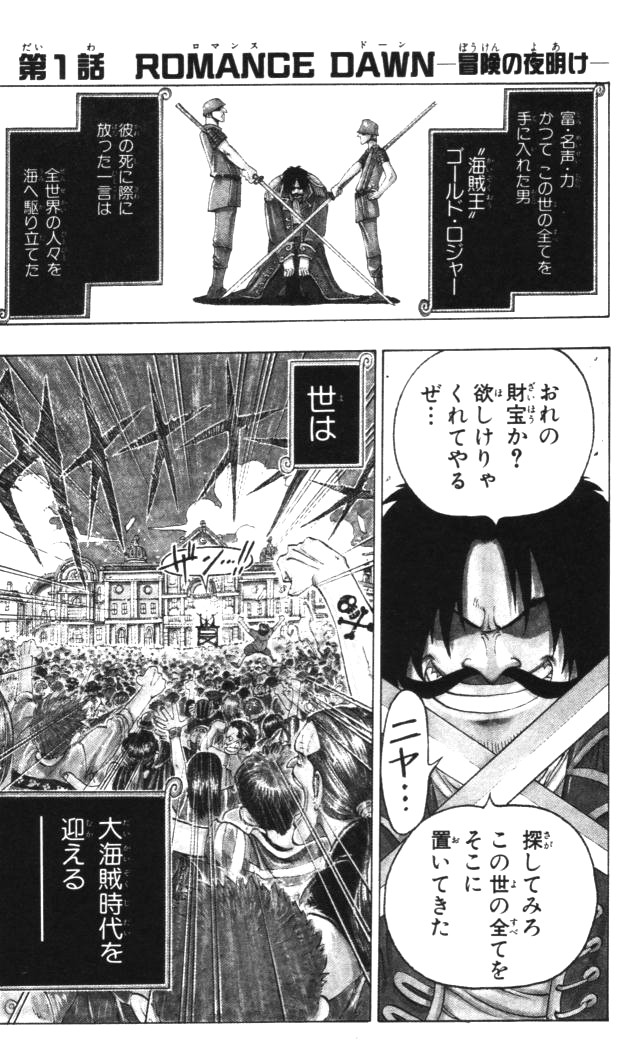 第1話 ROMANCE DAWN―冒険の夜明け―
富・名声・力
かつて この世の全てを
手に入れた男
"海賊王"
ゴールド・ロジャー
彼の死に際に
放った一言は
全世界の人々を
海へ駆り立てた
おれの
財宝か?
欲しけりゃ
くれてやる
ぜ…
ニヤ…
探してみろ
この世の全てを
そこに
置いてきた
世は
ザン…!!
大海賊時代を
迎える